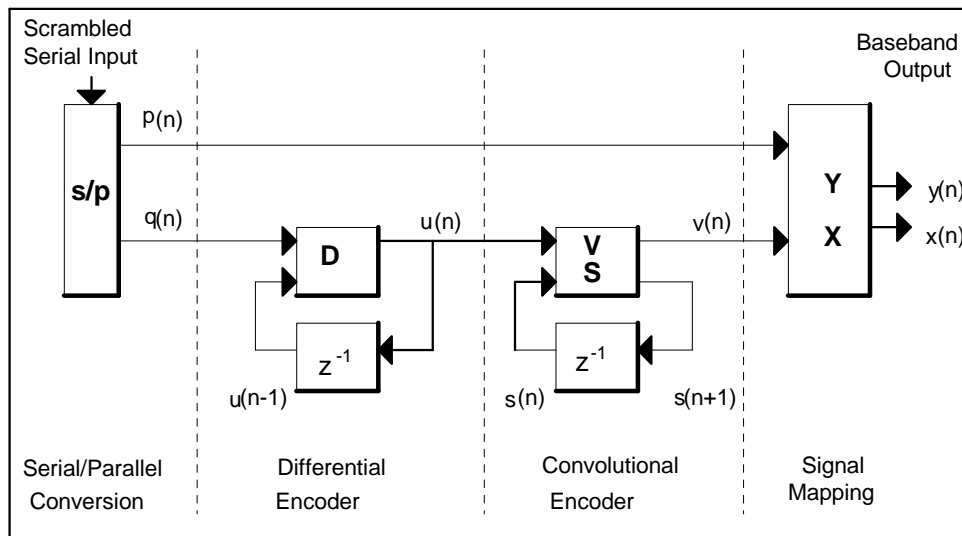 Scrambled
Serial Input
Baseband
Output
p(n)
s/p
q(n)
u(n)
v(n)
D
V
S
Y
X
y(n)
x(n)
z⁻¹
z⁻¹
u(n-1)
s(n)
s(n+1)
Serial/Parallel
Conversion
Differential
Encoder
Convolutional
Encoder
Signal
Mapping